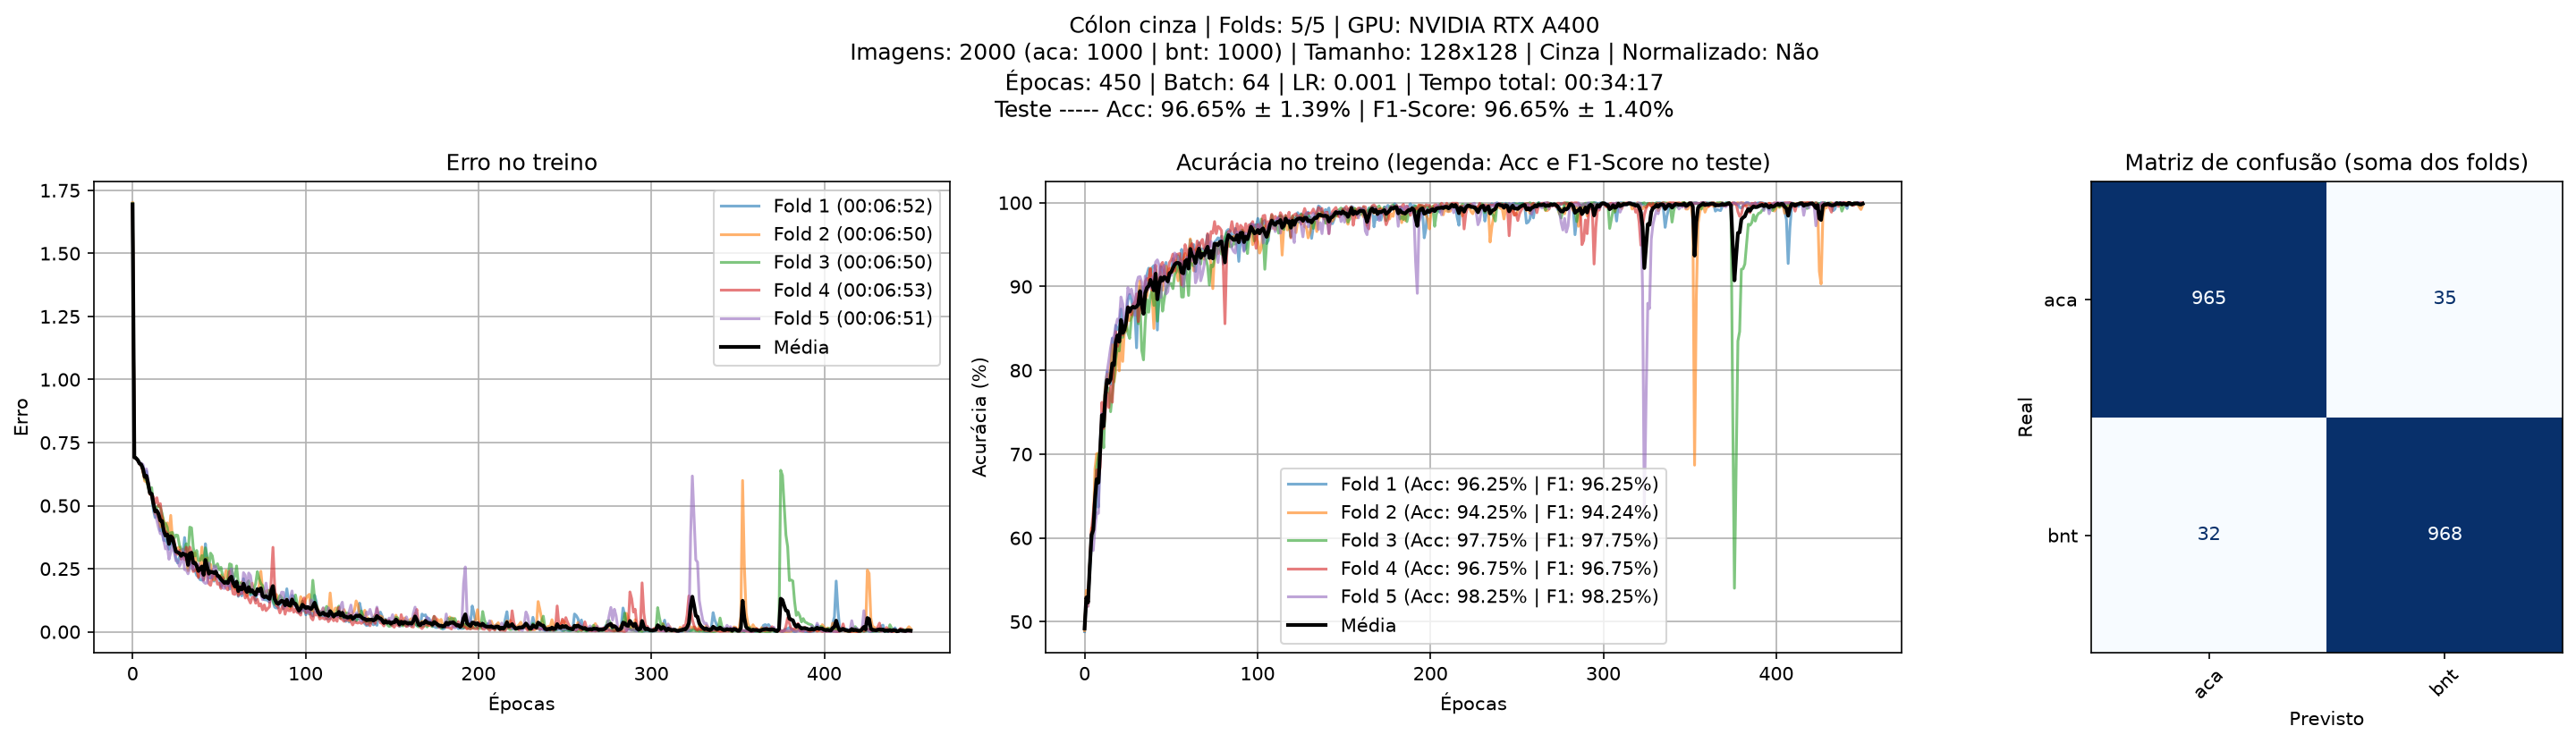 Cólon cinza | Folds: 5/5 | GPU: NVIDIA RTX A400
Imagens: 2000 (aca: 1000 | bnt: 1000) | Tamanho: 128x128 | Cinza | Normalizado: Não
Épocas: 450 | Batch: 64 | LR: 0.001 | Tempo total: 00:34:17
Teste ----- Acc: 96.65% ± 1.39% | F1-Score: 96.65% ± 1.40%
Erro no treino
1.75
1.50
1.25
1.00
0.75
0.50
0.25
0.00
Erro
0 100 200 300 400
Épocas
Fold 1 (00:06:52)
Fold 2 (00:06:50)
Fold 3 (00:06:50)
Fold 4 (00:06:53)
Fold 5 (00:06:51)
Média
Acurácia no treino (legenda: Acc e F1-Score no teste)
100
90
80
70
60
50
Acurácia (%)
0 100 200 300 400
Épocas
Fold 1 (Acc: 96.25% | F1: 96.25%)
Fold 2 (Acc: 94.25% | F1: 94.24%)
Fold 3 (Acc: 97.75% | F1: 97.75%)
Fold 4 (Acc: 96.75% | F1: 96.75%)
Fold 5 (Acc: 98.25% | F1: 98.25%)
Média
Matriz de confusão (soma dos folds)
aca 965 35
Real
bnt 32 968
aca bnt
Previsto